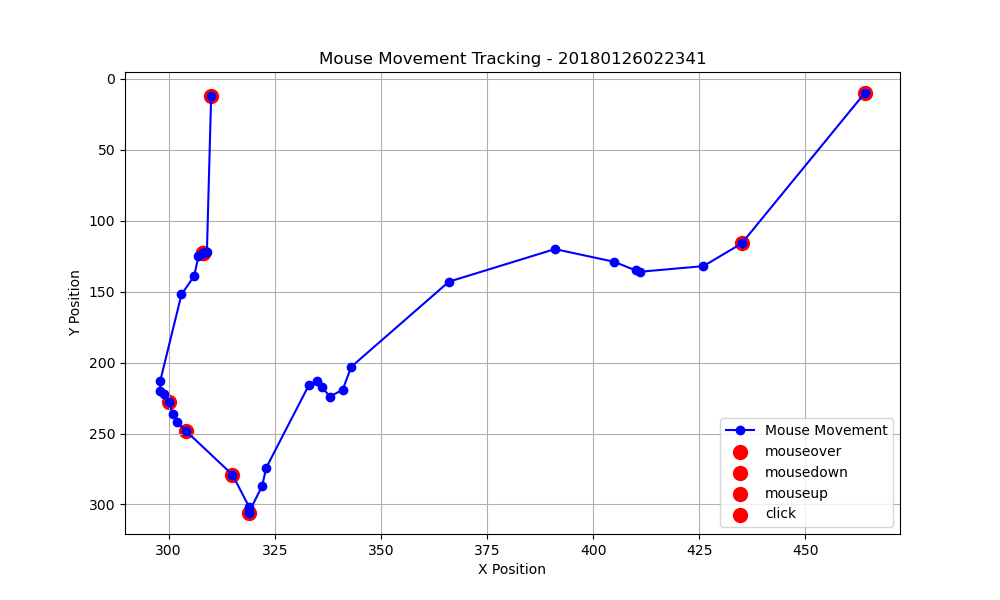 Mouse Movement Tracking - 20180126022341
Y Position
0
50
100
150
200
250
300
300
325
350
375
400
425
450
X Position
Mouse Movement
mouseover
mousedown
mouseup
click